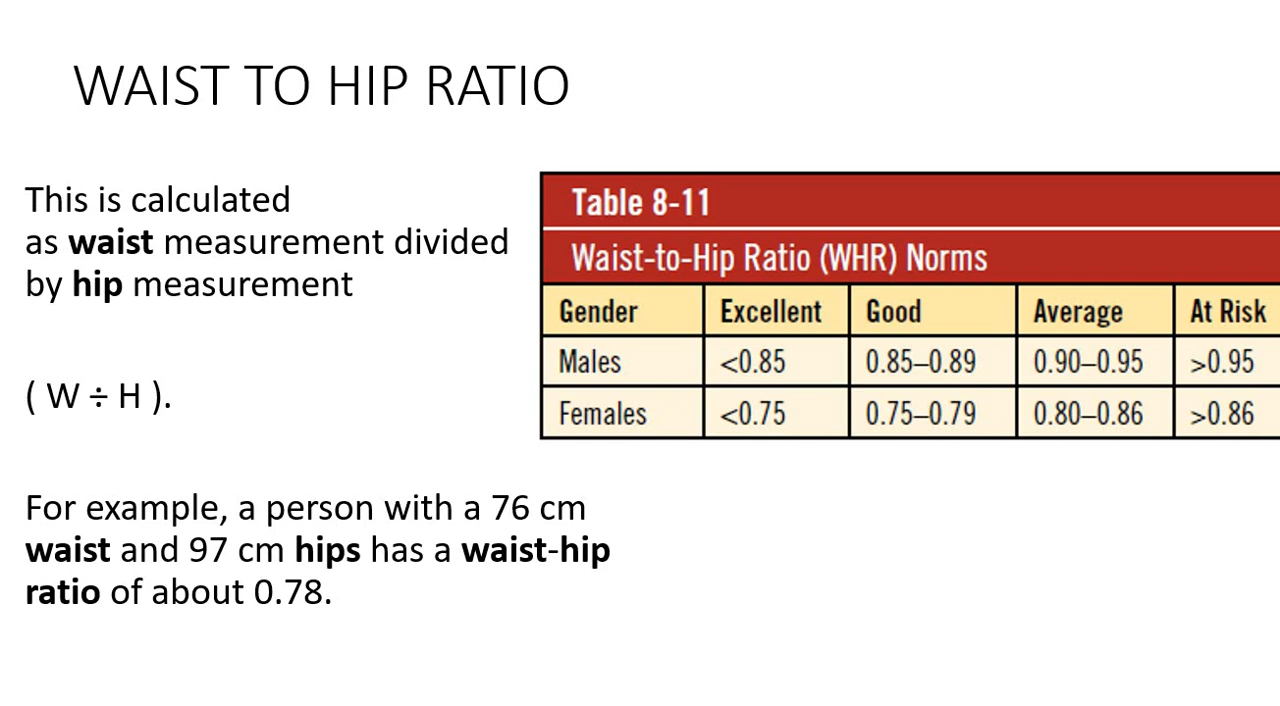 WAIST TO HIP RATIO
This is calculated
as waist measurement divided
by hip measurement
( W ÷ H ).
For example, a person with a 76 cm
waist and 97 cm hips has a waist-hip
ratio of about 0.78.
Table 8-11
Waist-to-Hip Ratio (WHR) Norms
Gender Excellent Good Average At Risk
Males <0.85 0.85–0.89 0.90–0.95 >0.95
Females <0.75 0.75–0.79 0.80–0.86 >0.86